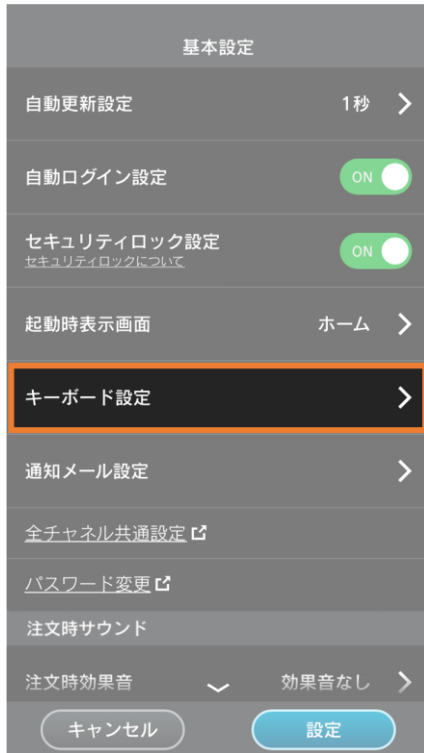 基本設定
自動更新設定 1秒
自動ログイン設定 ON
セキュリティロック設定 ON
セキュリティロックについて
起動時表示画面 ホーム
キーボード設定
通知メール設定
全チャネル共通設定
パスワード変更
注文時サウンド
注文時効果音 効果音なし
キャンセル 設定